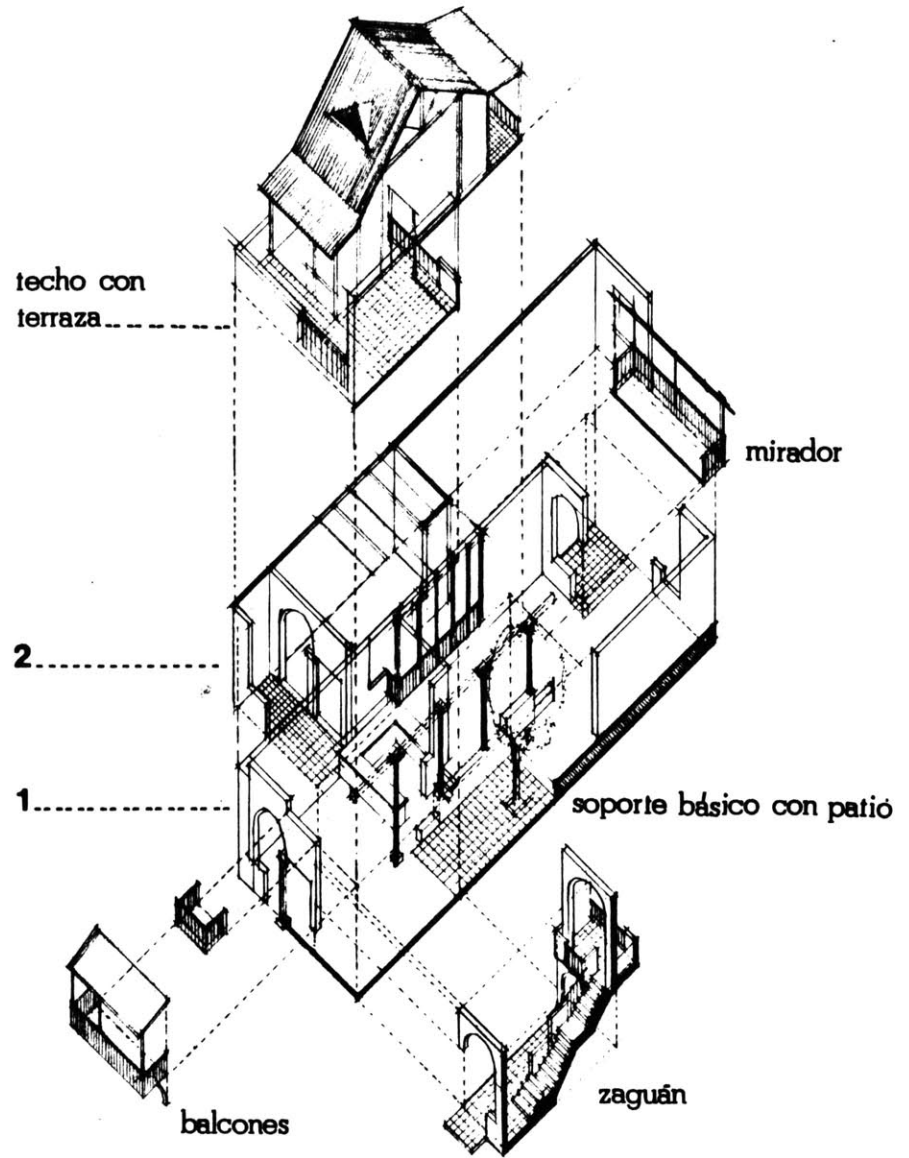 techo con
terraza
mirador
2
1
soporte básico con patió
zaguán
balcones